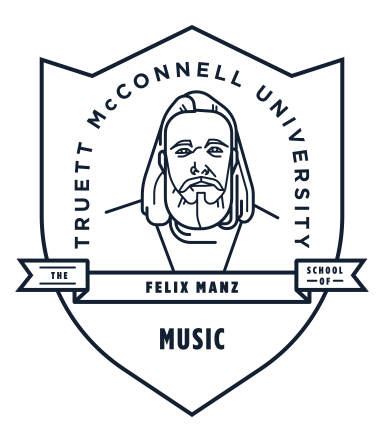 TRUETT McCONNELL UNIVERSITY
THE
FELIX MANZ
SCHOOL
OF
MUSIC